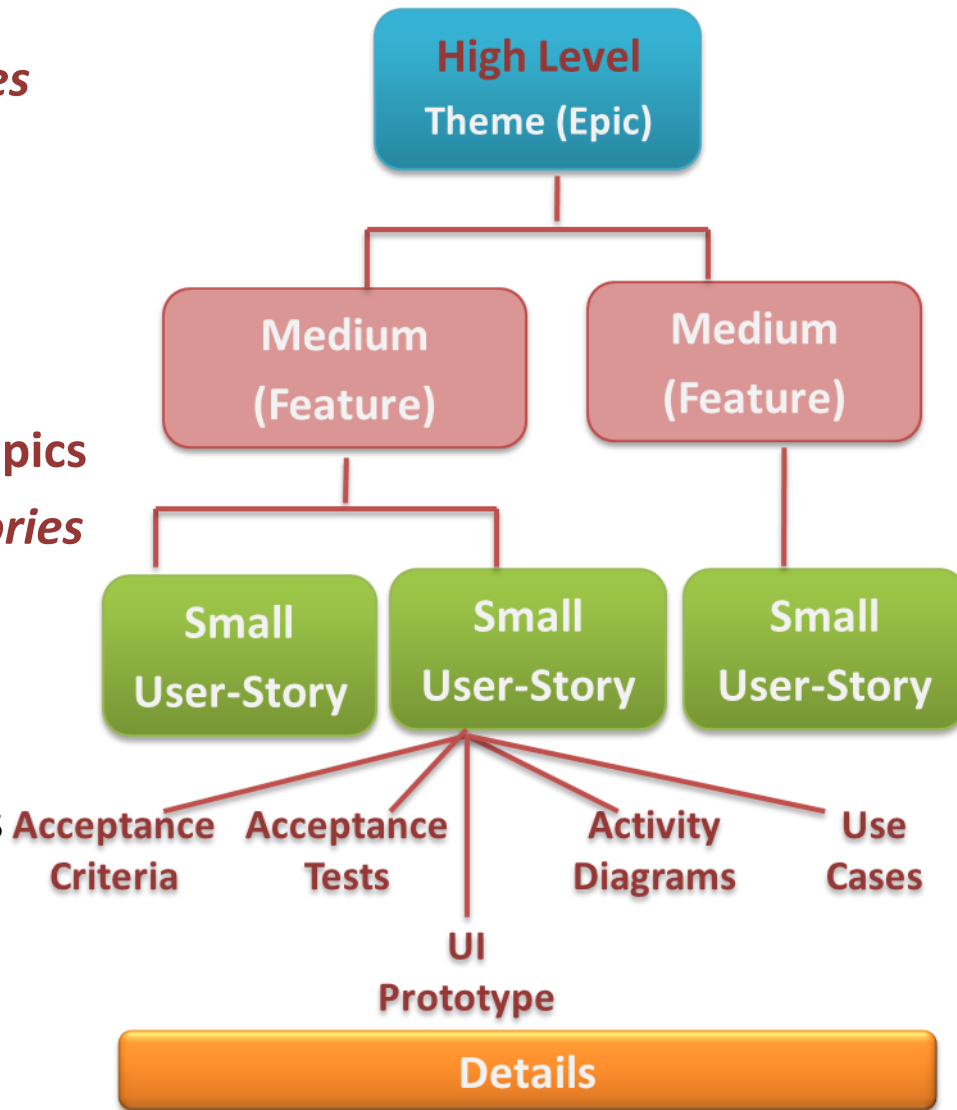 High Level
es
Theme (Epic)
Medium
(Feature)
Medium
(Feature)
pics
ories
Small
User-Story
Small
User-Story
Small
User-Story
s
Acceptance
Criteria
Acceptance
Tests
Activity
Diagrams
Use
Cases
UI
Prototype
Details